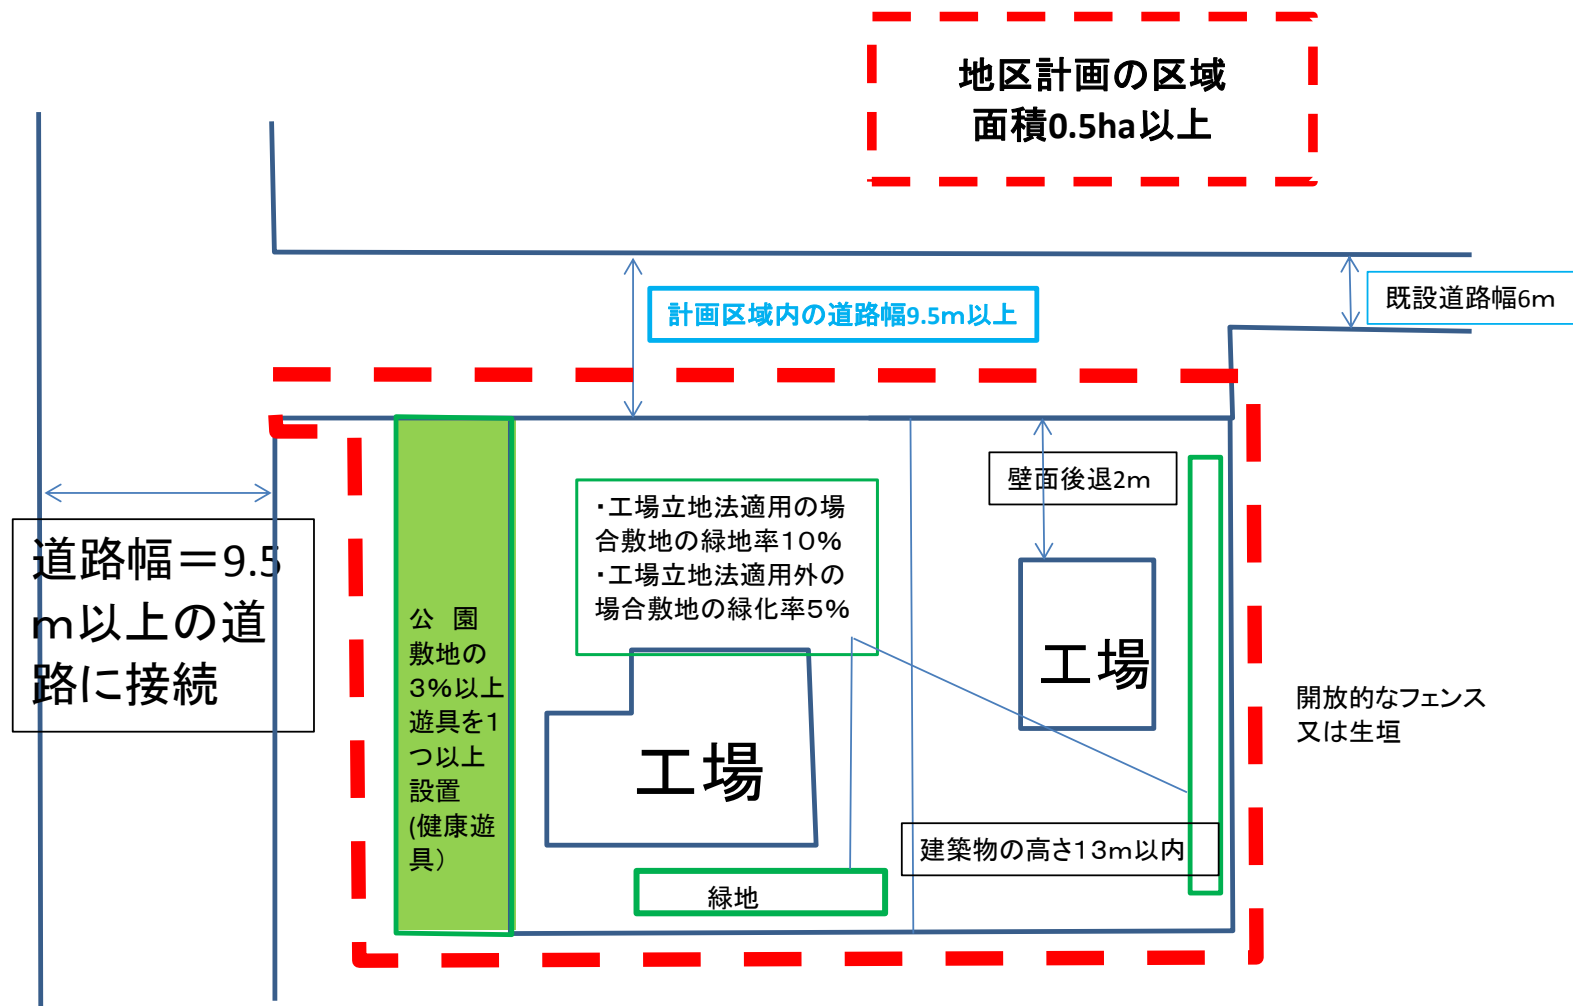 地区計画の区域
面積0.5ha以上
計画区域内の道路幅9.5m以上
既設道路幅6m
壁面後退2m
・工場立地法適用の場
合敷地の緑地率10%
・工場立地法適用外の
場合敷地の緑化率5%
道路幅=9.5
m以上の道
路に接続
公　園
敷地の
3%以上
遊具を1
つ以上
設置
(健康遊
具)
工場
工場
開放的なフェンス
又は生垣
建築物の高さ13m以内
緑地